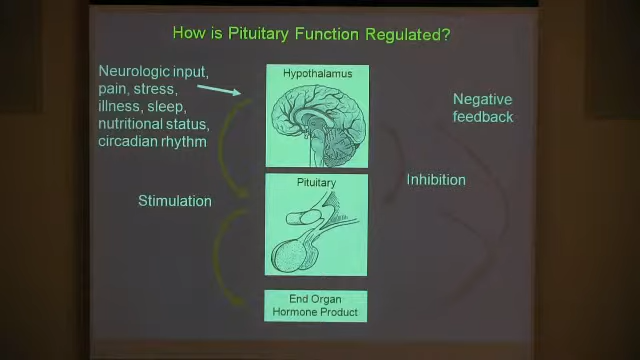 How is Pituitary Function Regulated?
Neurologic input,
pain, stress,
illness, sleep,
nutritional status,
circadian rhythm
Hypothalamus
Negative
feedback
Pituitary
Inhibition
Stimulation
End Organ
Hormone Product